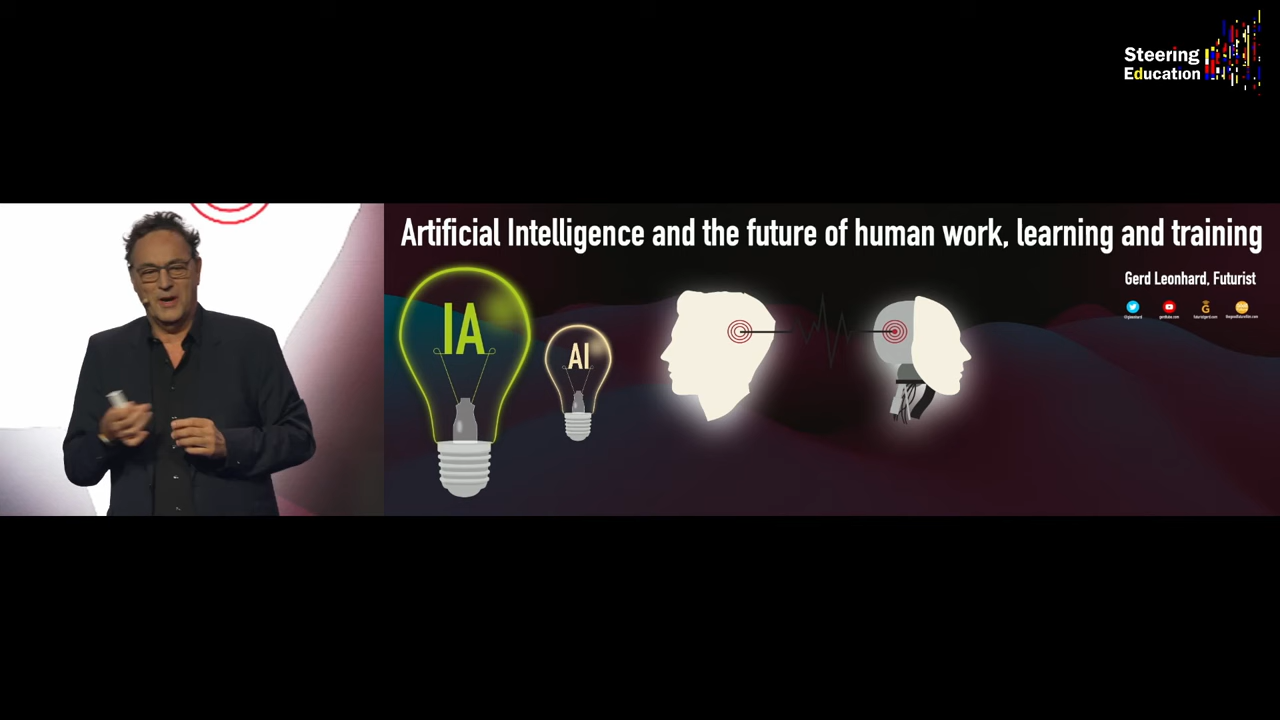 Steering
Education
Artificial Intelligence and the future of human work, learning and training
Gerd Leonhard, Futurist
IA
AI
G